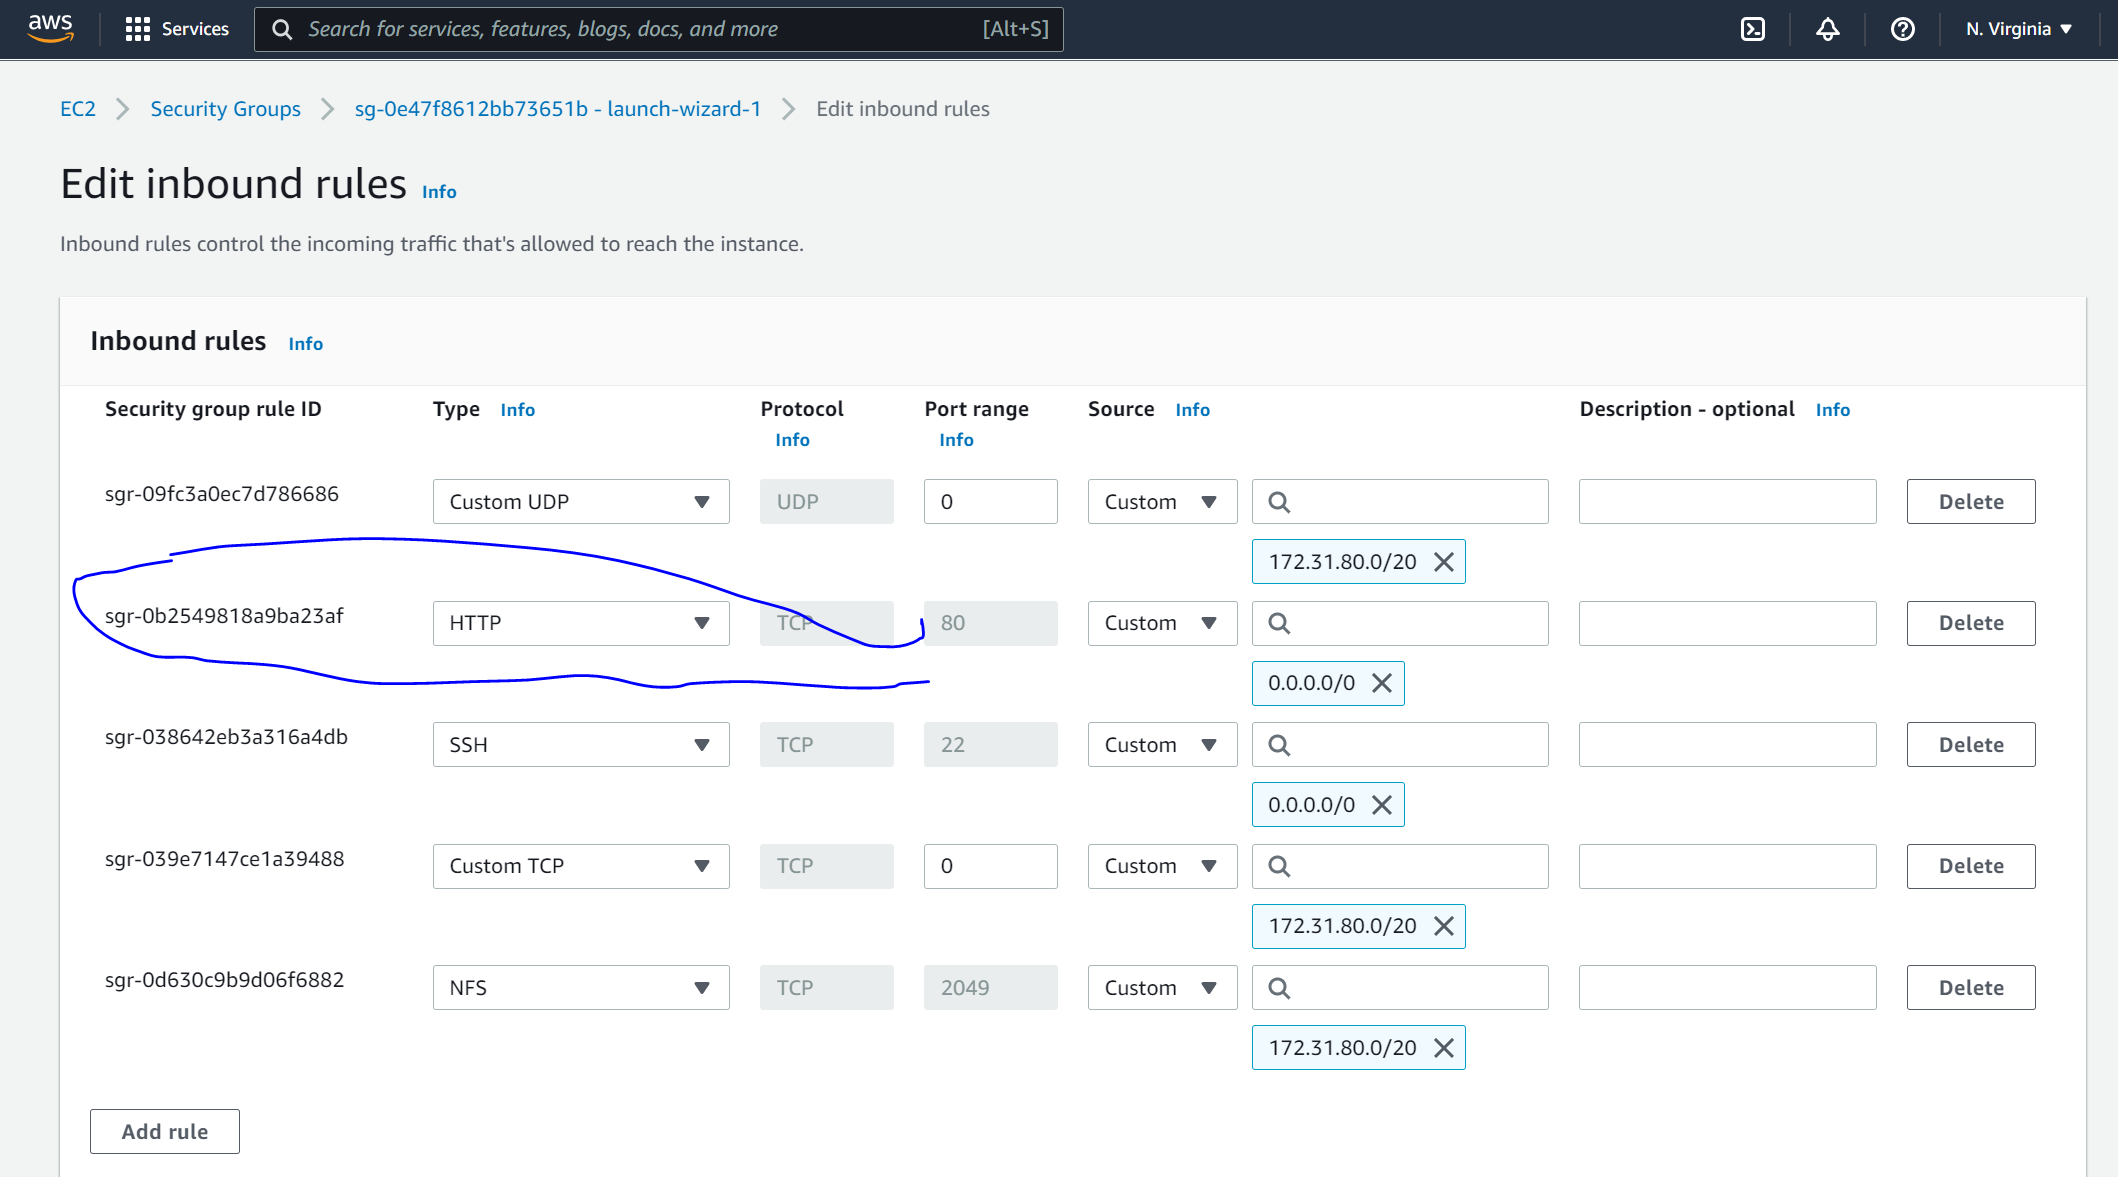 aws Services Search for services, features, blogs, docs, and more [Alt+S] N. Virginia
EC2 Security Groups sg-0e47f8612bb73651b - launch-wizard-1 Edit inbound rules
Edit inbound rules Info
Inbound rules control the incoming traffic that's allowed to reach the instance.
Inbound rules Info
Security group rule ID Type Info Protocol Port range Source Info Description - optional Info
Info Info
sgr-09fc3a0ec7d786686 Custom UDP UDP 0 Custom Delete
172.31.80.0/20
sgr-0b2549818a9ba23af HTTP TCP 80 Custom Delete
0.0.0.0/0
sgr-038642eb3a316a4db SSH TCP 22 Custom Delete
0.0.0.0/0
sgr-039e7147ce1a39488 Custom TCP TCP 0 Custom Delete
172.31.80.0/20
sgr-0d630c9b9d06f6882 NFS TCP 2049 Custom Delete
172.31.80.0/20
Add rule